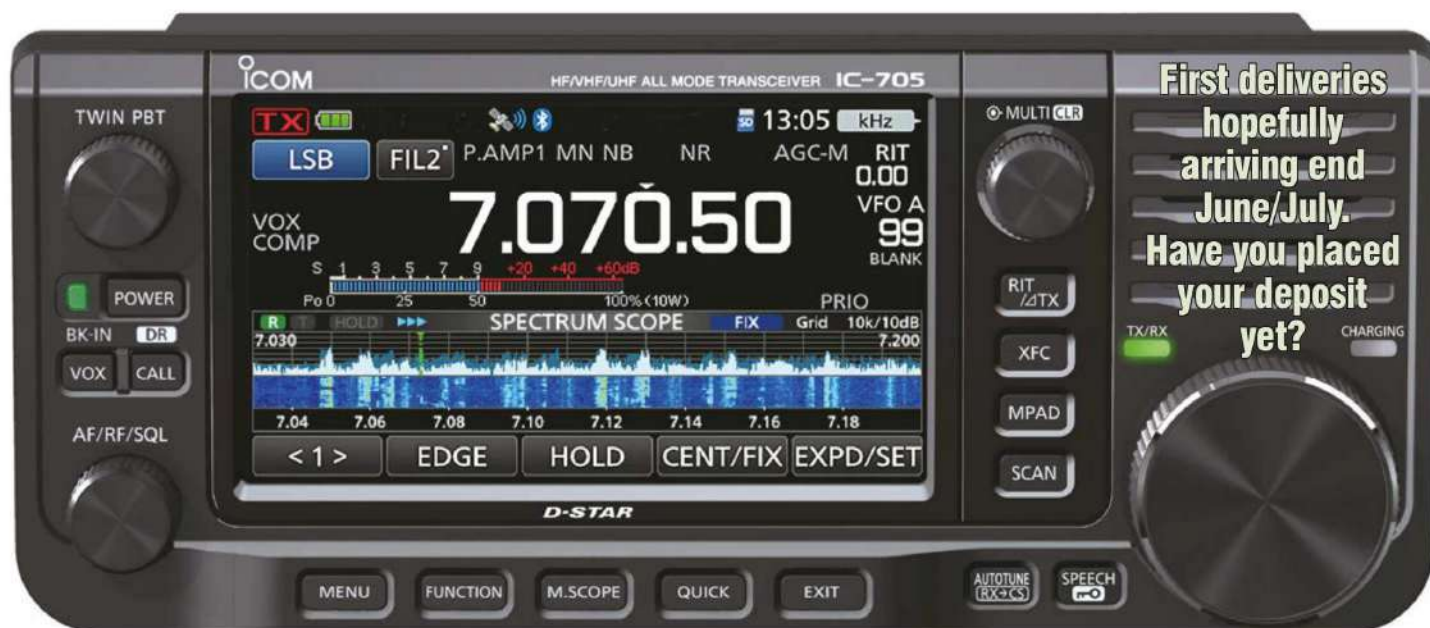 ICOM
HF/VHF/UHF ALL MODE TRANSCEIVER IC-705
TWIN PBT
POWER
BK-IN DR
VOX CALL
AF/RF/SQL
TX 13:05 kHz
LSB FIL2 P.AMP1 MN NB NR AGC-M RIT
0.00
VOX
COMP
7.070.50
VFO A
99
BLANK
S 1 3 5 7 9 +20 +40 +60dB
Po 0 25 50 100% (10W) PRIO
R T HOLD SPECTRUM SCOPE FIX Grid 10k/10dB
7.030 7.200
7.04 7.06 7.08 7.10 7.12 7.14 7.16 7.18
< 1 > EDGE HOLD CENT/FIX EXPD/SET
D-STAR
MENU FUNCTION M.SCOPE QUICK EXIT
MULTI CLR
RIT
/⊿TX
XFC
MPAD
SCAN
AUTOTUNE
RX→CS
SPEECH
First deliveries
hopefully
arriving end
June/July.
Have you placed
your deposit
yet?
TX/RX CHARGING